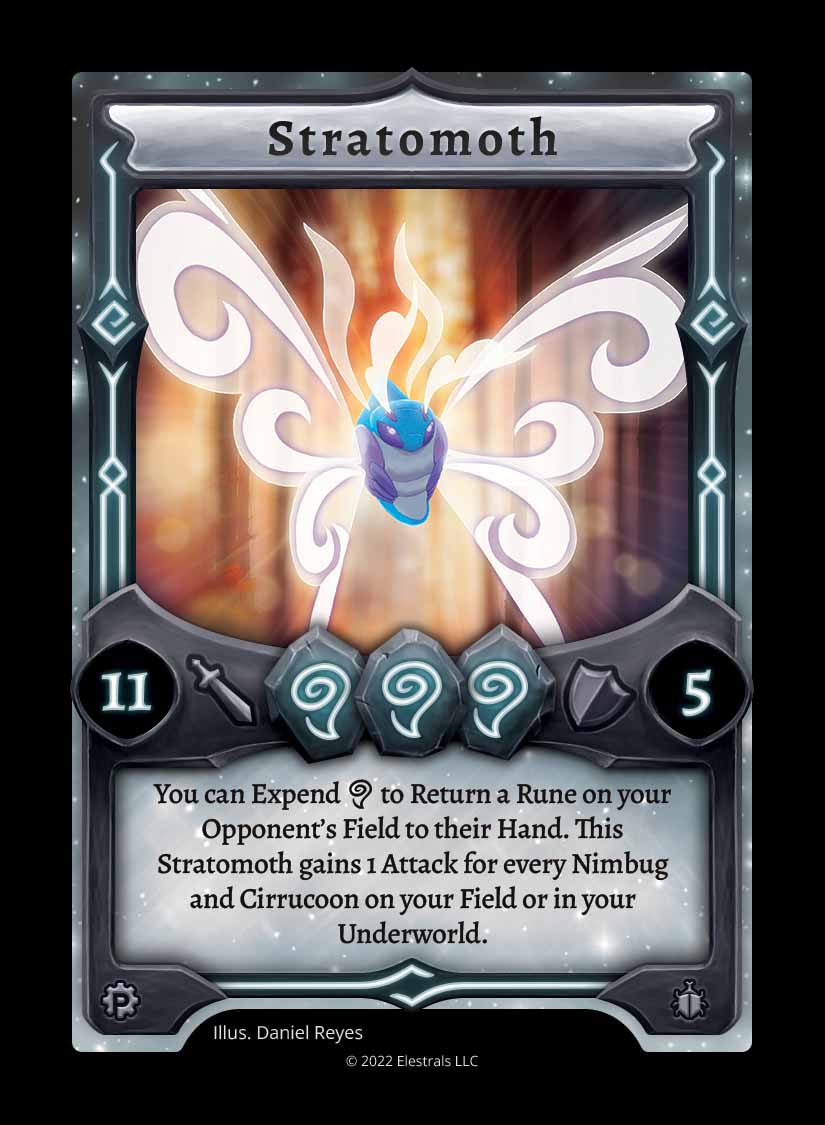 Stratomoth
11
5
You can Expend to Return a Rune on your
Opponent's Field to their Hand. This
Stratomoth gains 1 Attack for every Nimbug
and Cirrucoon on your Field or in your
Underworld.
P
Illus. Daniel Reyes
© 2022 Elestrals LLC